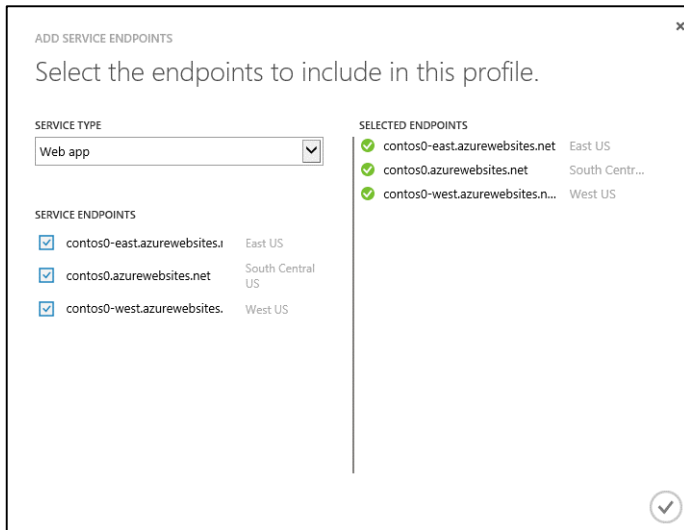 ADD SERVICE ENDPOINTS
Select the endpoints to include in this profile.
SERVICE TYPE
Web app
SERVICE ENDPOINTS
contos0-east.azurewebsites.ı East US
contos0.azurewebsites.net South Central
US
contos0-west.azurewebsites. West US
SELECTED ENDPOINTS
contos0-east.azurewebsites.net East US
contos0.azurewebsites.net South Centr...
contos0-west.azurewebsites.n... West US